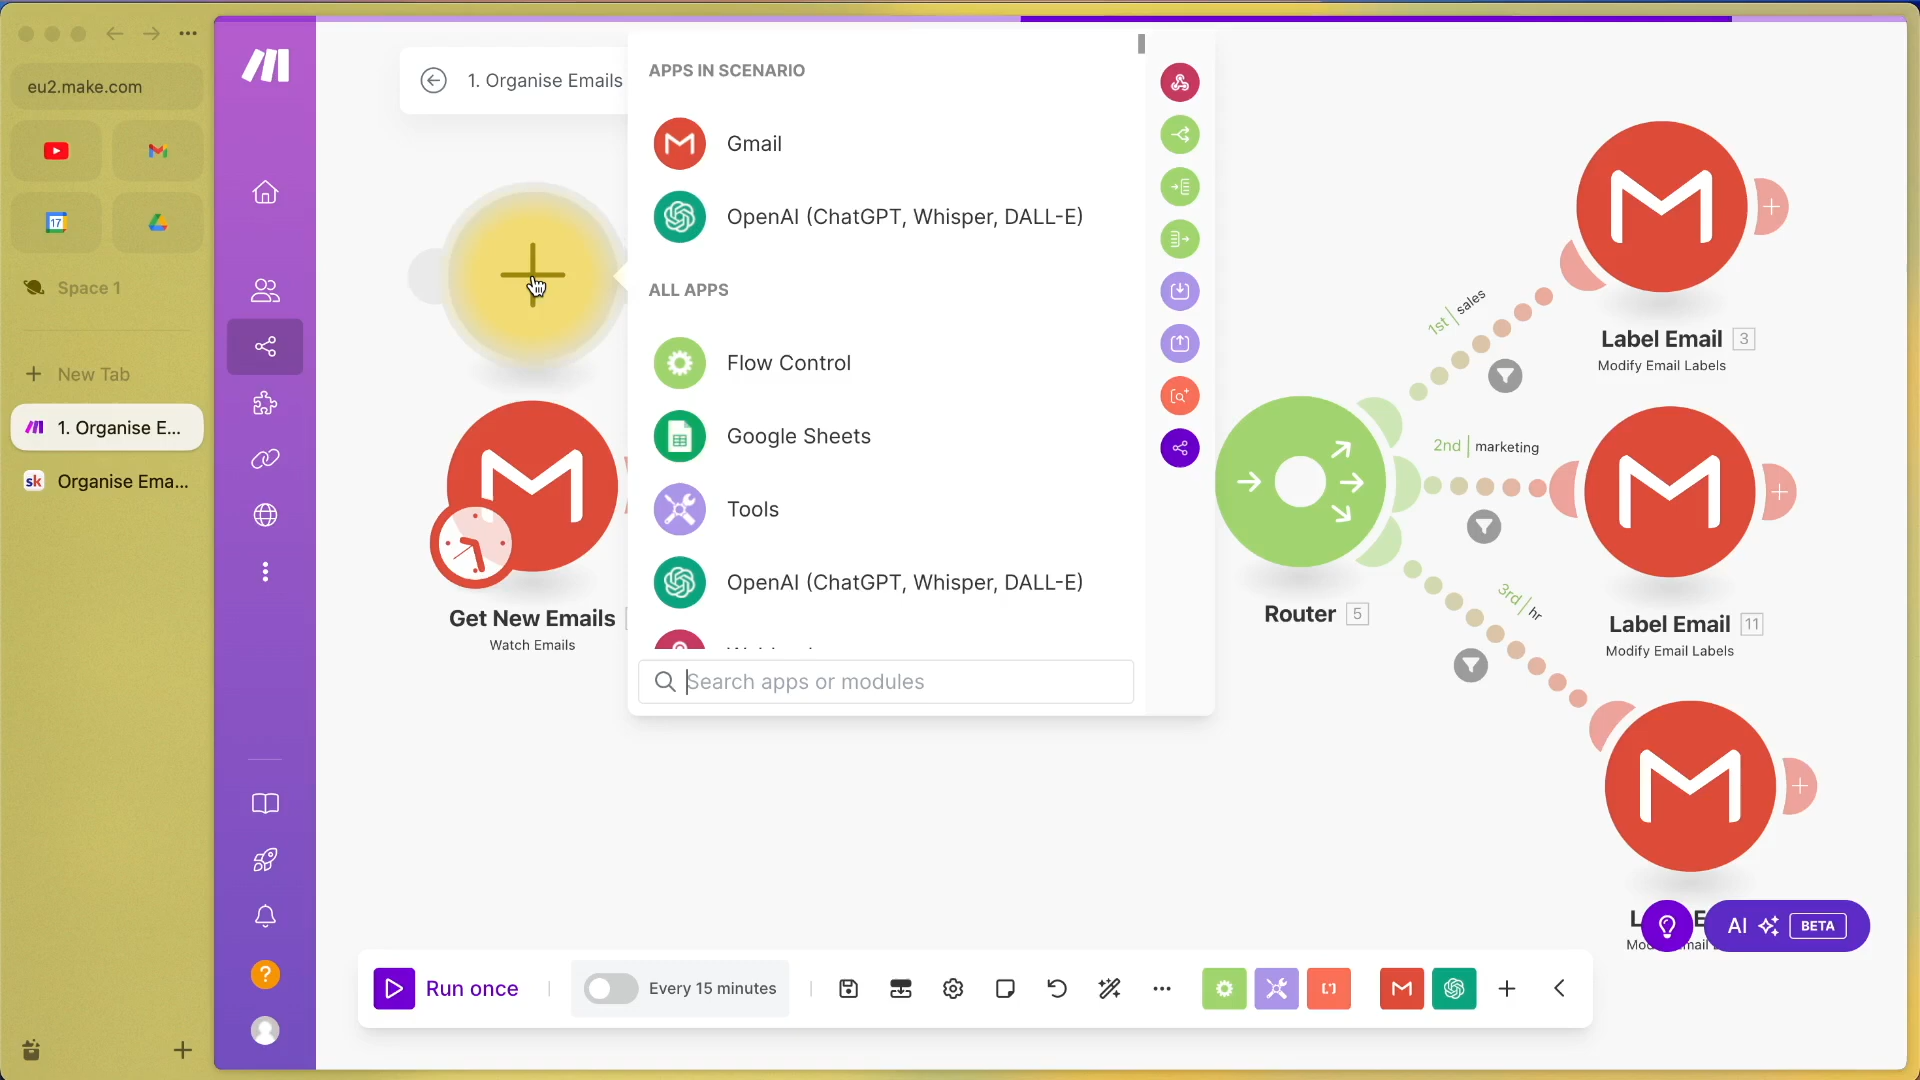 eu2.make.com
17
Space 1
New Tab
1. Organise E...
sk
Organise Ema...
?
1. Organise Emails
APPS IN SCENARIO
Gmail
OpenAI (ChatGPT, Whisper, DALL-E)
ALL APPS
Flow Control
Google Sheets
Tools
OpenAI (ChatGPT, Whisper, DALL-E)
Search apps or modules
Get New Emails
Watch Emails
Router 5
1st | sales
2nd | marketing
3rd | hr
Label Email 3
Modify Email Labels
Label Email 11
Modify Email Labels
AI BETA
Run once
Every 15 minutes